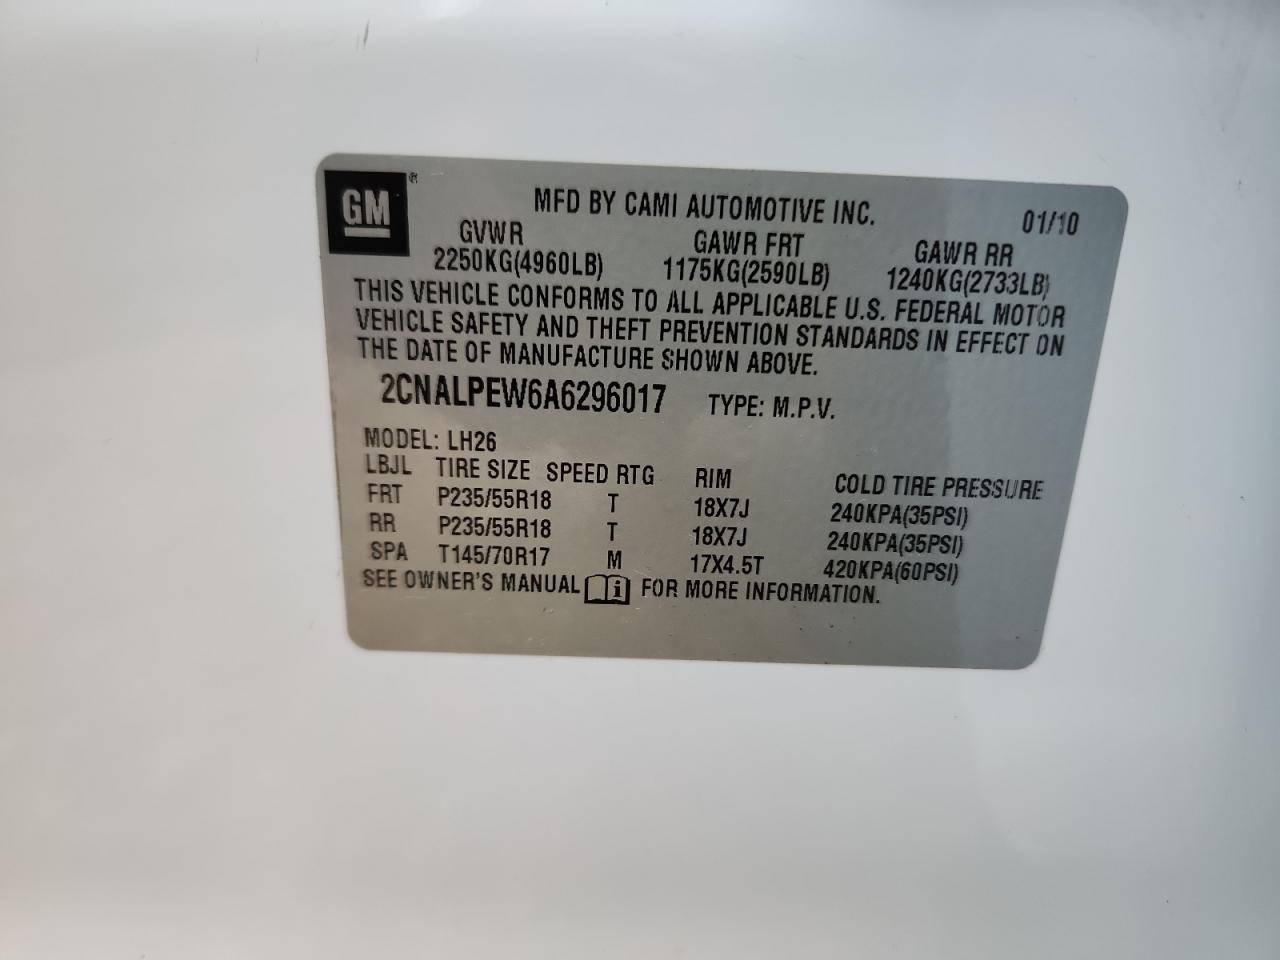 GM ®
MFD BY CAMI AUTOMOTIVE INC. 01/10
GVWR GAWR FRT GAWR RR
2250KG(4960LB) 1175KG(2590LB) 1240KG(2733LB)
THIS VEHICLE CONFORMS TO ALL APPLICABLE U.S. FEDERAL MOTOR
VEHICLE SAFETY AND THEFT PREVENTION STANDARDS IN EFFECT ON
THE DATE OF MANUFACTURE SHOWN ABOVE.
2CNALPEW6A6296017 TYPE: M.P.V.
MODEL: LH26
LBJL TIRE SIZE SPEED RTG RIM COLD TIRE PRESSURE
FRT P235/55R18 T 18X7J 240KPA(35PSI)
RR P235/55R18 T 18X7J 240KPA(35PSI)
SPA T145/70R17 M 17X4.5T 420KPA(60PSI)
SEE OWNER'S MANUAL i FOR MORE INFORMATION.